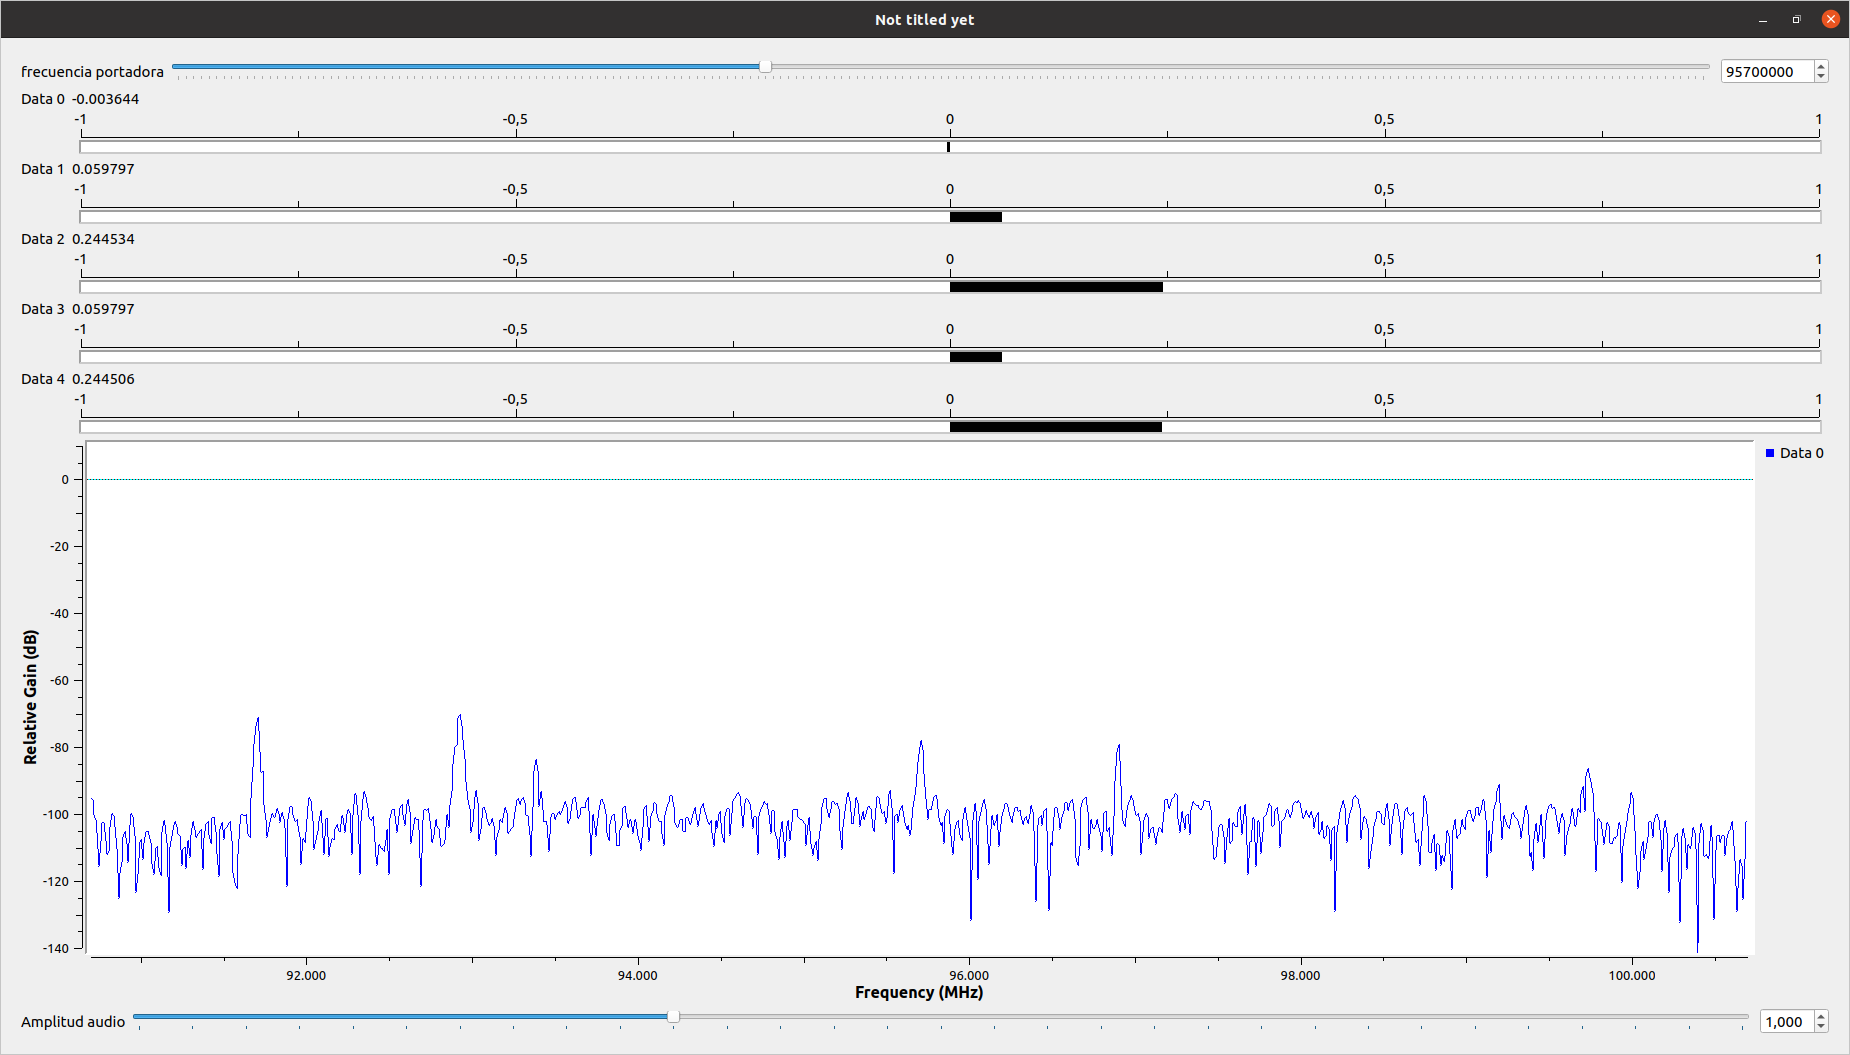 Not titled yet
frecuencia portadora 95700000
Data 0 -0.003644
-1 -0,5 0 0,5 1
Data 1 0.059797
-1 -0,5 0 0,5 1
Data 2 0.244534
-1 -0,5 0 0,5 1
Data 3 0.059797
-1 -0,5 0 0,5 1
Data 4 0.244506
-1 -0,5 0 0,5 1
Data 0
0
-20
-40
-60
-80
-100
-120
-140
Relative Gain (dB)
92.000 94.000 96.000 98.000 100.000
Frequency (MHz)
Amplitud audio 1,000